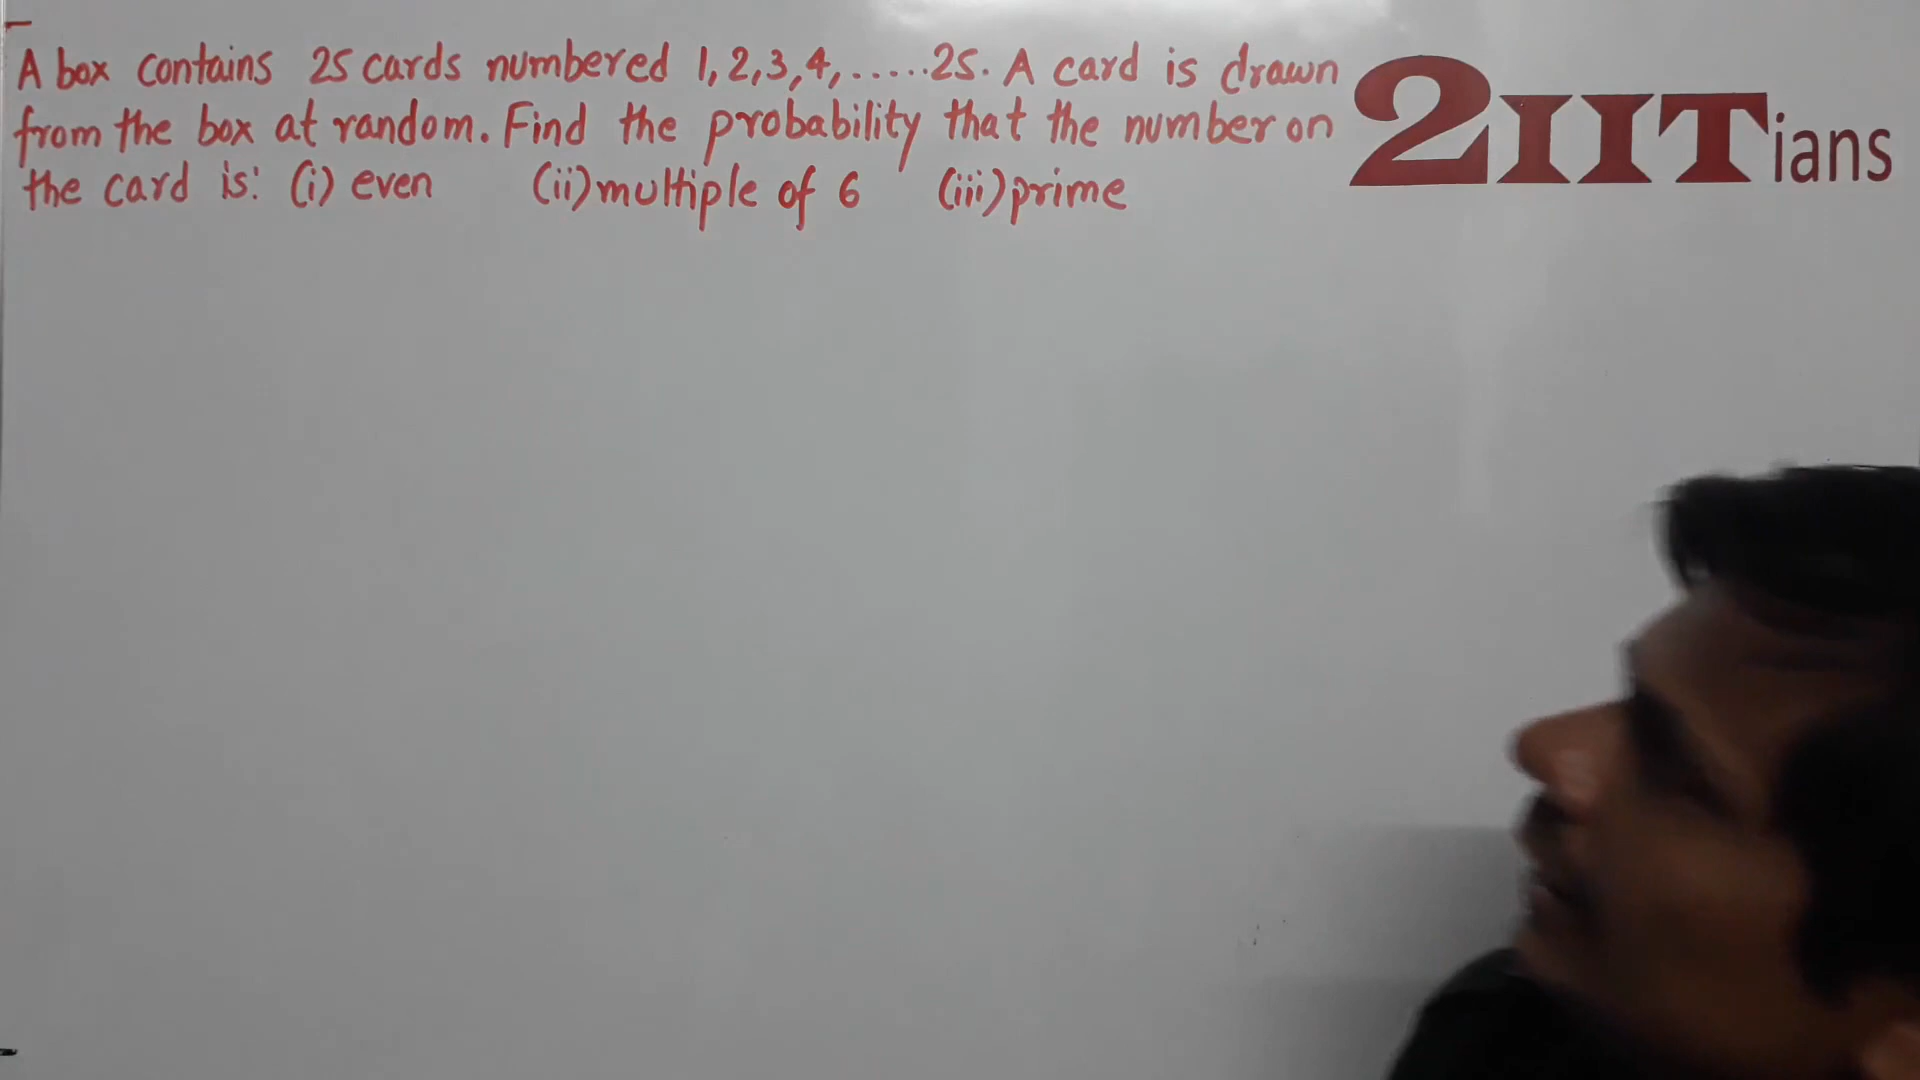 A box contains 25 cards numbered 1,2,3,4,.....25. A card is drawn
from the box at random. Find the probability that the number on
the card is: (i) even (ii) multiple of 6 (iii) prime
2IITians